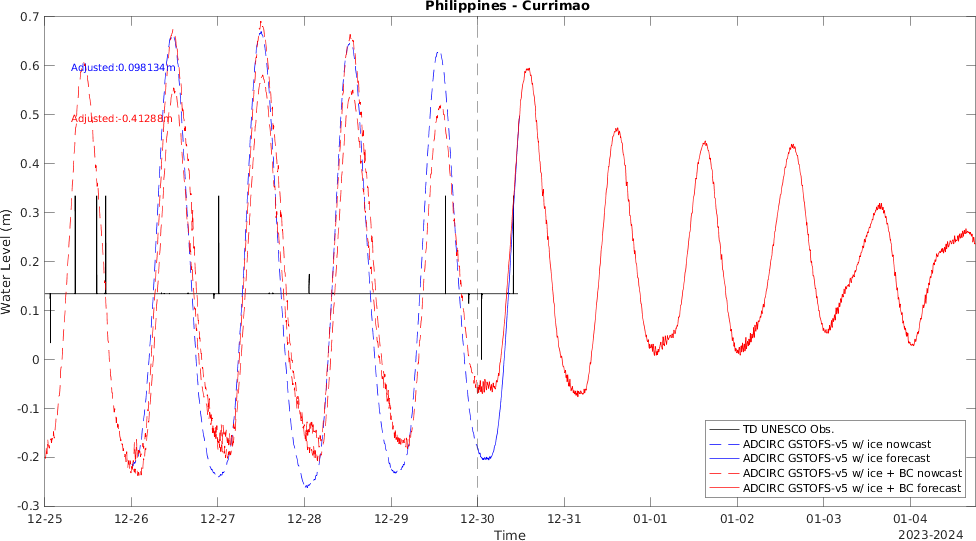 Philippines - Currimao
0.7
0.6
0.5
0.4
0.3
0.2
0.1
0
-0.1
-0.2
-0.3
Water Level (m)
Adjusted:0.098134m
Adjusted:-0.41288m
TD UNESCO Obs.
ADCIRC GSTOFS-v5 w/ ice nowcast
ADCIRC GSTOFS-v5 w/ ice forecast
ADCIRC GSTOFS-v5 w/ ice + BC nowcast
ADCIRC GSTOFS-v5 w/ ice + BC forecast
12-25 12-26 12-27 12-28 12-29 12-30 12-31 01-01 01-02 01-03 01-04
Time
2023-2024